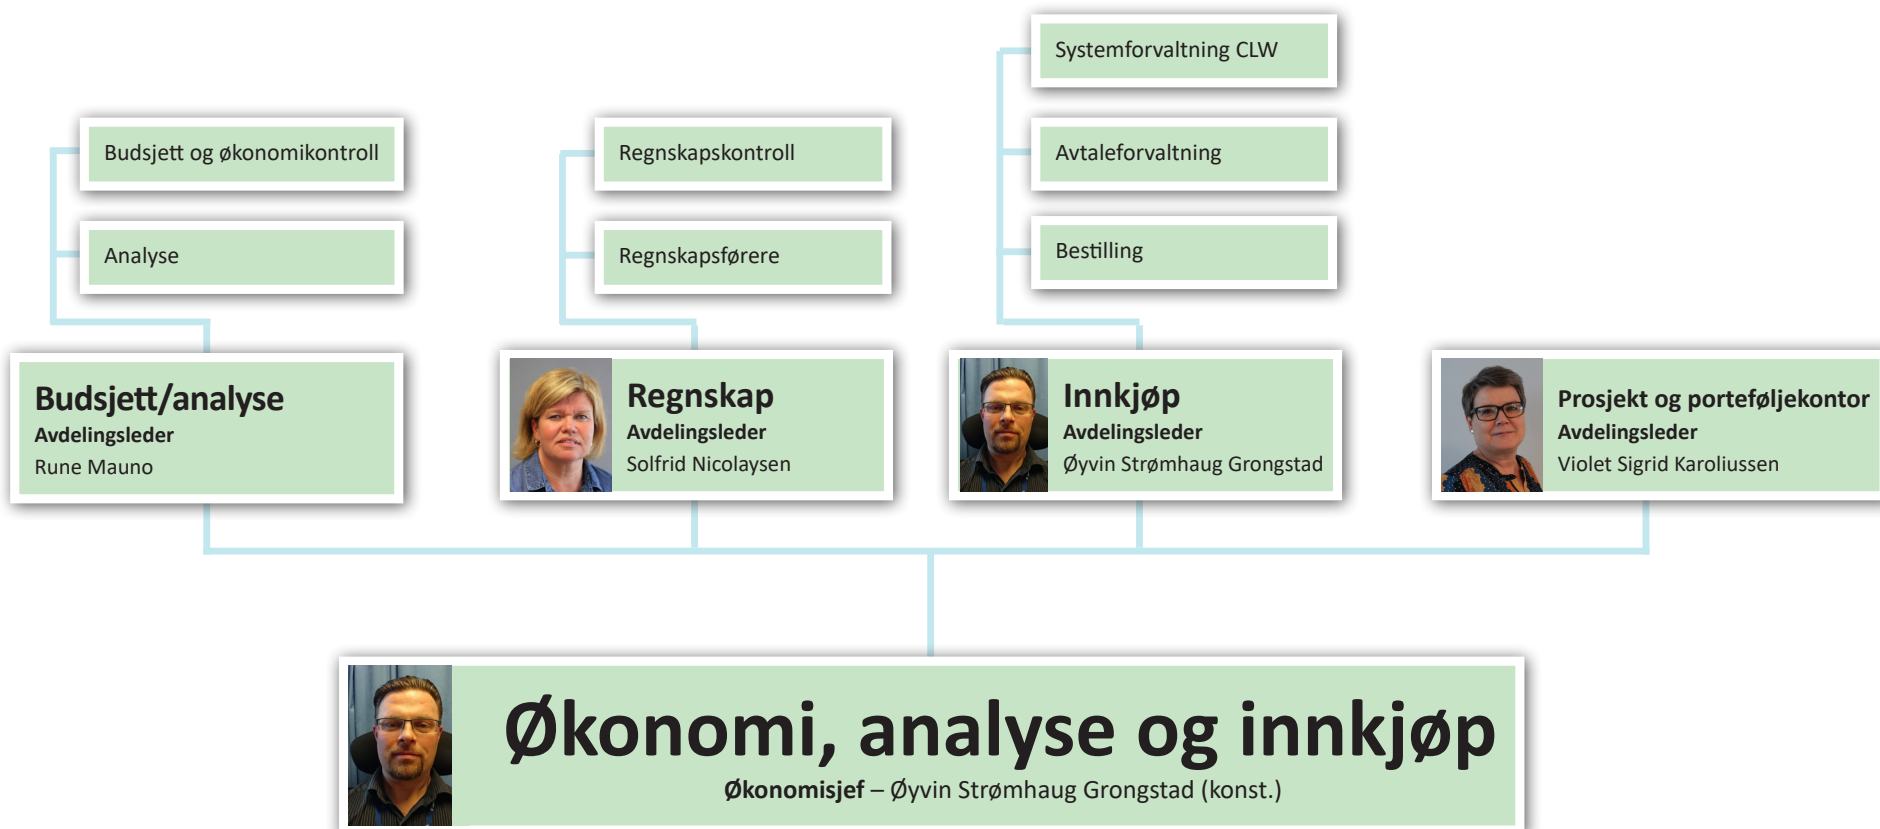 Systemforvaltning CLW
Budsjett og økonomikontroll
Regnskapskontroll
Avtaleforvaltning
Analyse
Regnskapsførere
Bestilling
Budsjett/analyse
Avdelingsleder
Rune Mauno
Regnskap
Avdelingsleder
Solfrid Nicolaysen
Innkjøp
Avdelingsleder
Øyvin Strømhaug Grongstad
Prosjekt og porteføljekontor
Avdelingsleder
Violet Sigrid Karoliussen
Økonomi, analyse og innkjøp
Økonomisjef – Øyvin Strømhaug Grongstad (konst.)